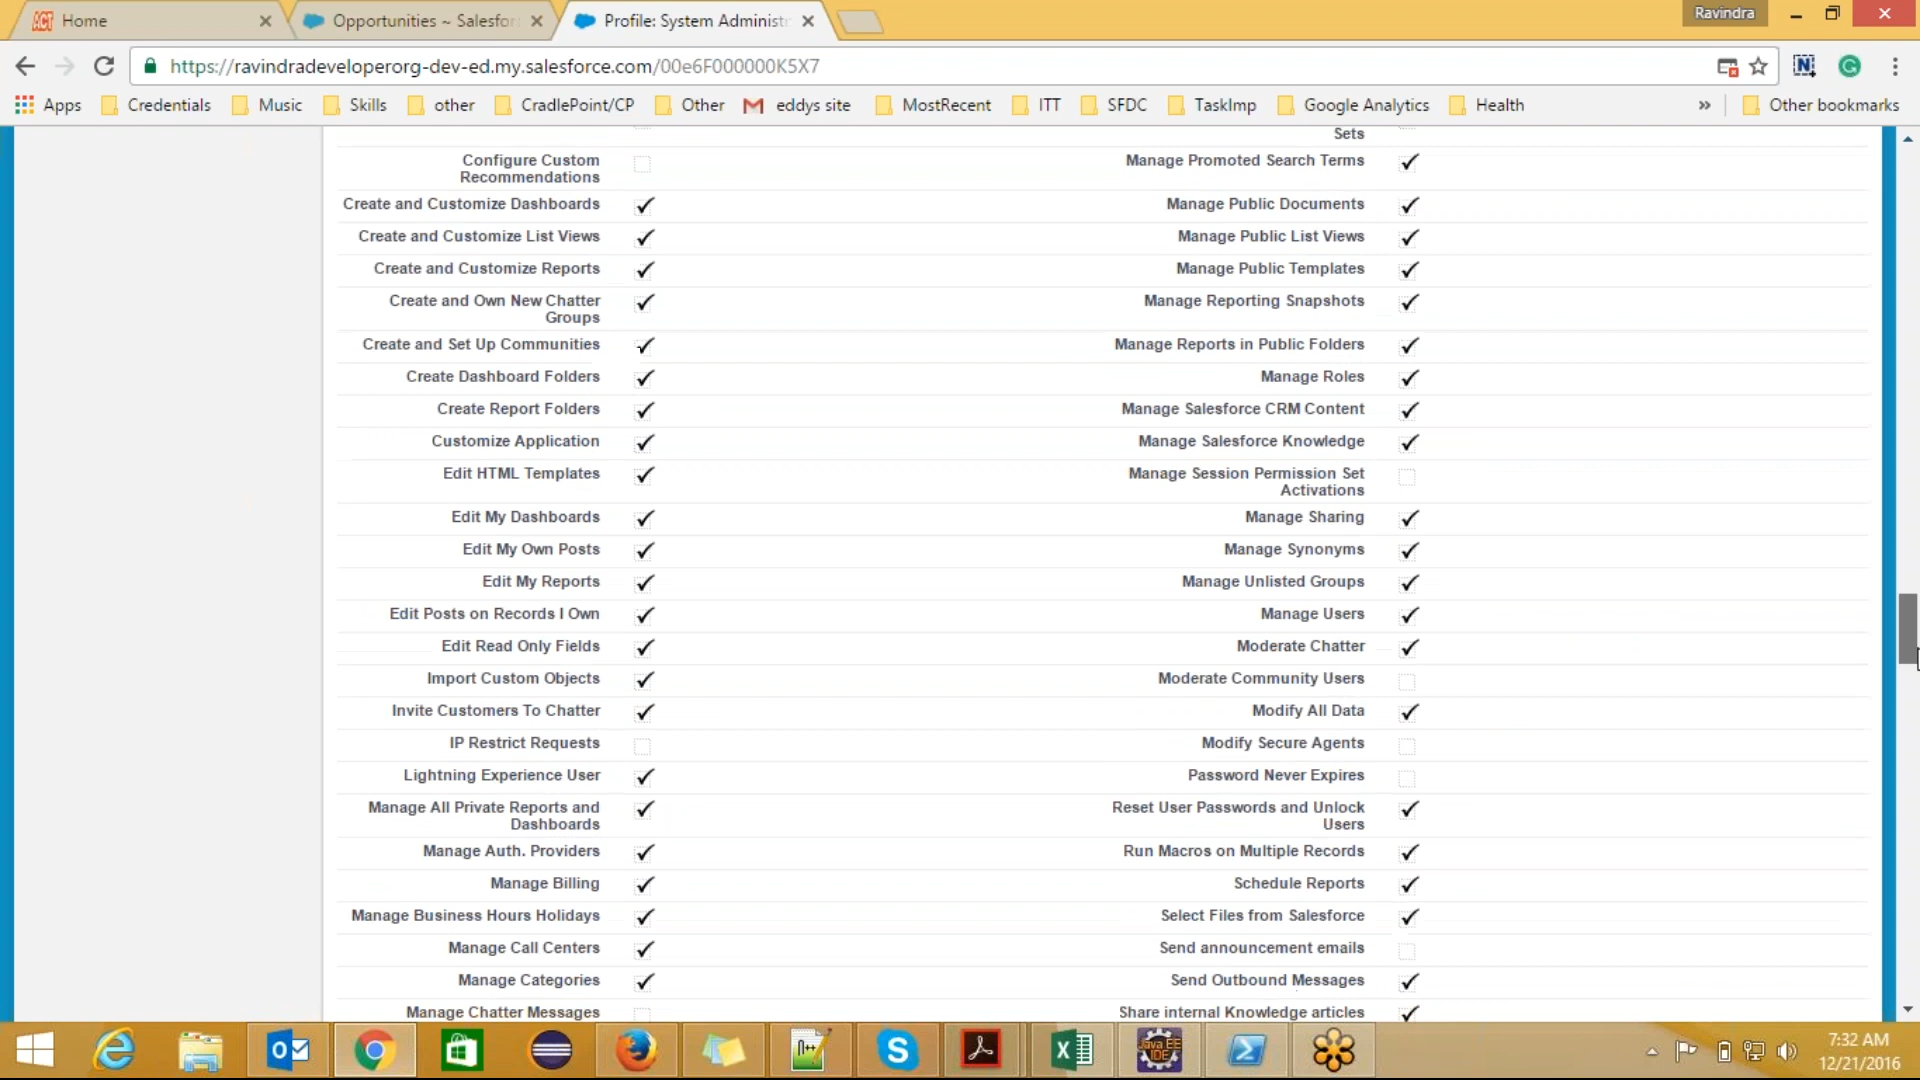 Home
Opportunities ~ Salesfor
Profile: System Administr
Ravindra
https://ravindradeveloperorg-dev-ed.my.salesforce.com/00e6F000000K5X7
Apps
Credentials
Music
Skills
other
CradlePoint/CP
Other
eddys site
MostRecent
ITT
SFDC
TaskImp
Google Analytics
Health
»
Other bookmarks
Sets
Configure Custom
Recommendations
Manage Promoted Search Terms
Create and Customize Dashboards
Manage Public Documents
Create and Customize List Views
Manage Public List Views
Create and Customize Reports
Manage Public Templates
Create and Own New Chatter
Groups
Manage Reporting Snapshots
Create and Set Up Communities
Manage Reports in Public Folders
Create Dashboard Folders
Manage Roles
Create Report Folders
Manage Salesforce CRM Content
Customize Application
Manage Salesforce Knowledge
Edit HTML Templates
Manage Session Permission Set
Activations
Edit My Dashboards
Manage Sharing
Edit My Own Posts
Manage Synonyms
Edit My Reports
Manage Unlisted Groups
Edit Posts on Records I Own
Manage Users
Edit Read Only Fields
Moderate Chatter
Import Custom Objects
Moderate Community Users
Invite Customers To Chatter
Modify All Data
IP Restrict Requests
Modify Secure Agents
Lightning Experience User
Password Never Expires
Manage All Private Reports and
Dashboards
Reset User Passwords and Unlock
Users
Manage Auth. Providers
Run Macros on Multiple Records
Manage Billing
Schedule Reports
Manage Business Hours Holidays
Select Files from Salesforce
Manage Call Centers
Send announcement emails
Manage Categories
Send Outbound Messages
Manage Chatter Messages
Share internal Knowledge articles
Java EE
IDE
7:32 AM
12/21/2016